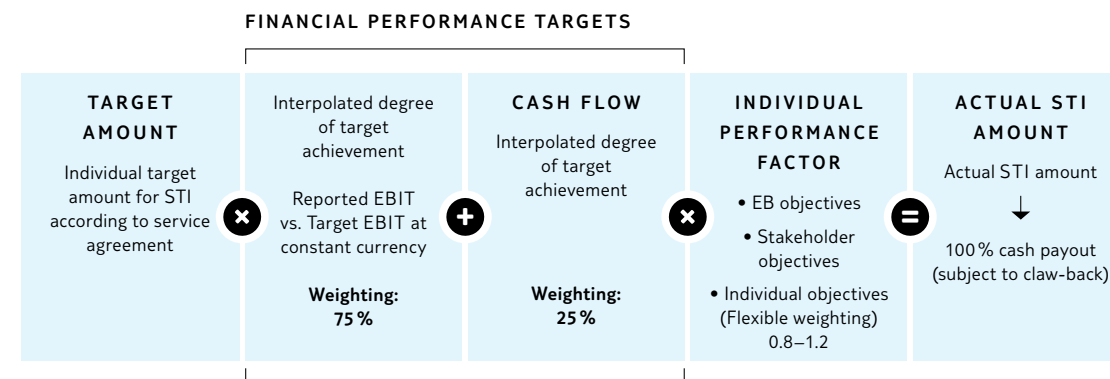 FINANCIAL PERFORMANCE TARGETS
TARGET
AMOUNT
Individual target
amount for STI
according to service
agreement
×
Interpolated degree
of target
achievement
Reported EBIT
vs. Target EBIT at
constant currency
Weighting:
75 %
+
CASH FLOW
Interpolated degree
of target
achievement
Weighting:
25 %
×
INDIVIDUAL
PERFORMANCE
FACTOR
• EB objectives
• Stakeholder
objectives
• Individual objectives
(Flexible weighting)
0.8–1.2
=
ACTUAL STI
AMOUNT
Actual STI amount
100 % cash payout
(subject to claw-back)